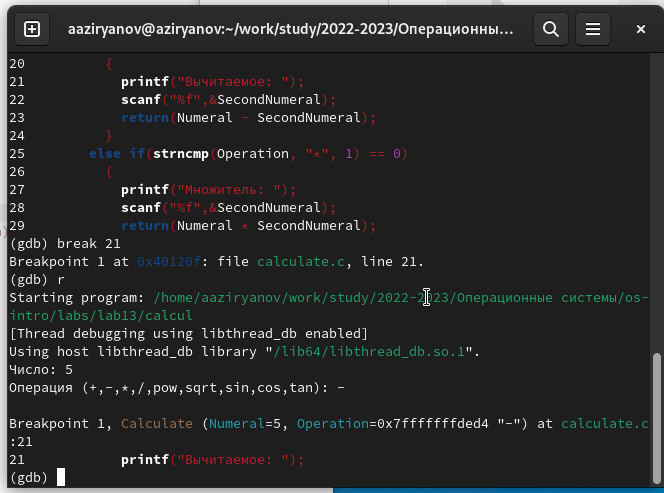 aaziryanov@aziryanov:~/work/study/2022-2023/Операционны...
20 {
21 printf("Вычитаемое: ");
22 scanf("%f",&SecondNumeral);
23 return(Numeral - SecondNumeral);
24 }
25 else if(strncmp(Operation, "*", 1) == 0)
26 {
27 printf("Множитель: ");
28 scanf("%f",&SecondNumeral);
29 return(Numeral * SecondNumeral);
(gdb) break 21
Breakpoint 1 at 0x40120f: file calculate.c, line 21.
(gdb) r
Starting program: /home/aaziryanov/work/study/2022-2023/Операционные системы/os-
intro/labs/lab13/calcul
[Thread debugging using libthread_db enabled]
Using host libthread_db library "/lib64/libthread_db.so.1".
Число: 5
Операция (+,-,*,/,pow,sqrt,sin,cos,tan): -
Breakpoint 1, Calculate (Numeral=5, Operation=0x7fffffffded4 "-") at calculate.c
:21
21 printf("Вычитаемое: ");
(gdb)